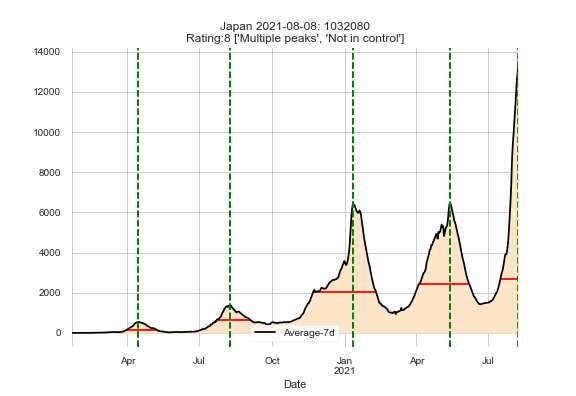 Japan 2021-08-08: 1032080
Rating:8 ['Multiple peaks', 'Not in control']
14000
12000
10000
8000
6000
4000
2000
0
Average-7d
Apr
Jul
Oct
Jan
2021
Apr
Jul
Date